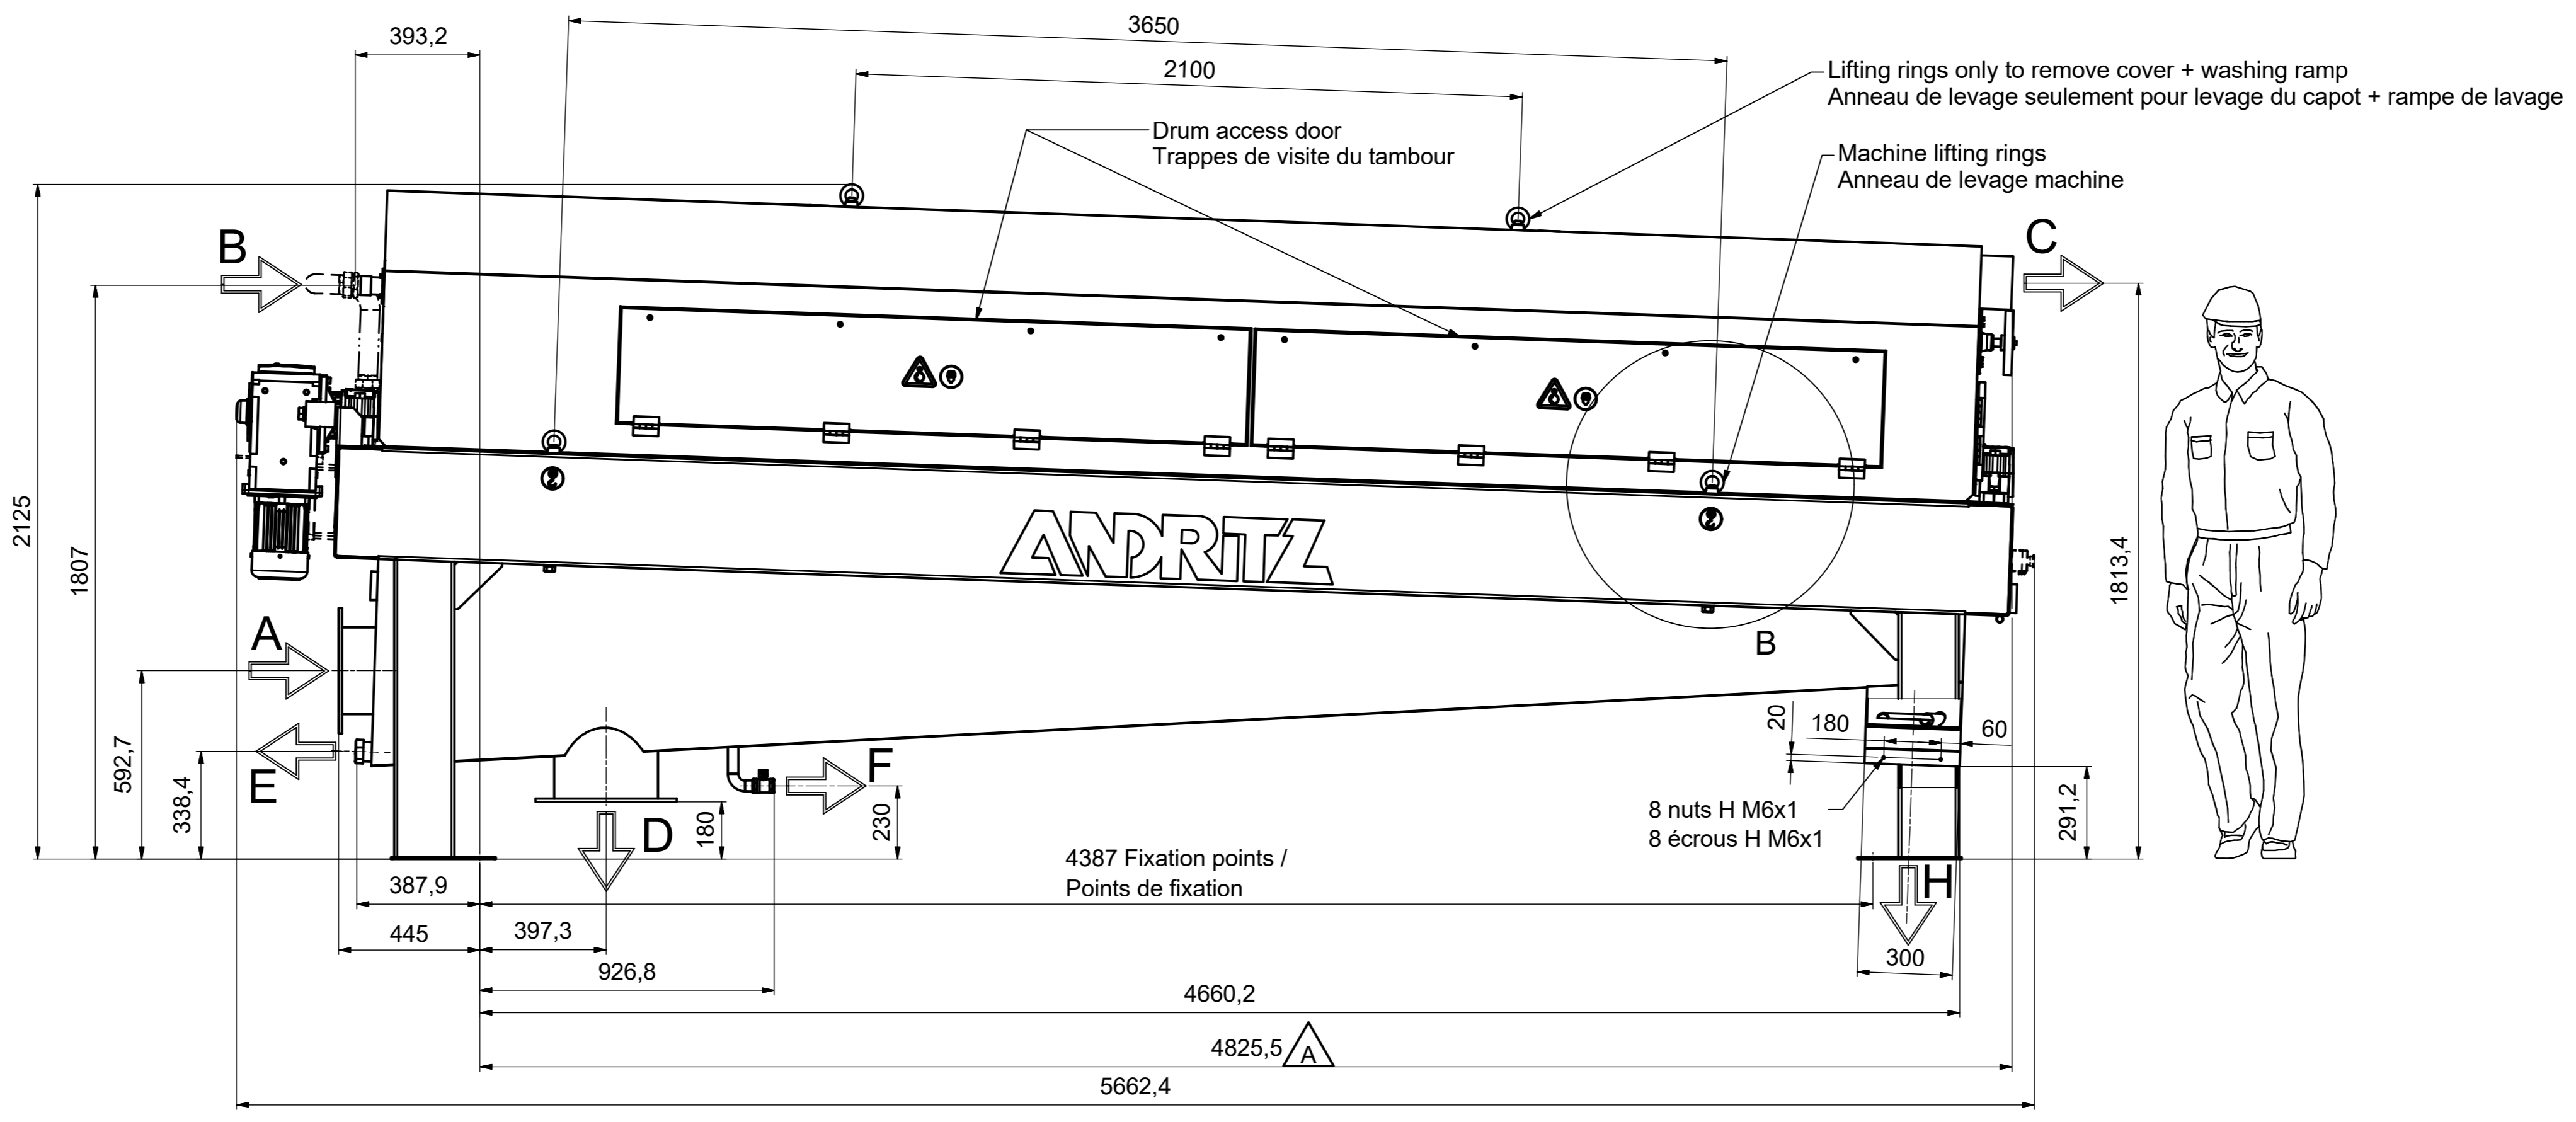 393,2
3650
2100
Lifting rings only to remove cover + washing ramp
Anneau de levage seulement pour levage du capot + rampe de lavage
Drum access door
Trappes de visite du tambour
Machine lifting rings
Anneau de levage machine
B
C
2125
1807
ANDRITZ
1813,4
A
B
592,7
338,4
E
F
D
180
230
20
180
60
8 nuts H M6x1
8 écrous H M6x1
291,2
H
387,9
4387 Fixation points /
Points de fixation
445
397,3
926,8
300
4660,2
4825,5
A
5662,4